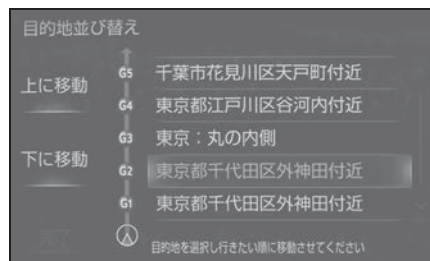 目的地並び替え
上に移動
下に移動
G5 千葉市花見川区天戸町付近
G4 東京都江戸川区谷河内付近
G3 東京：丸の内側
G2 東京都千代田区外神田付近
G1 東京都千代田区外神田付近
完了
目的地を選択し行きたい順に移動させてください